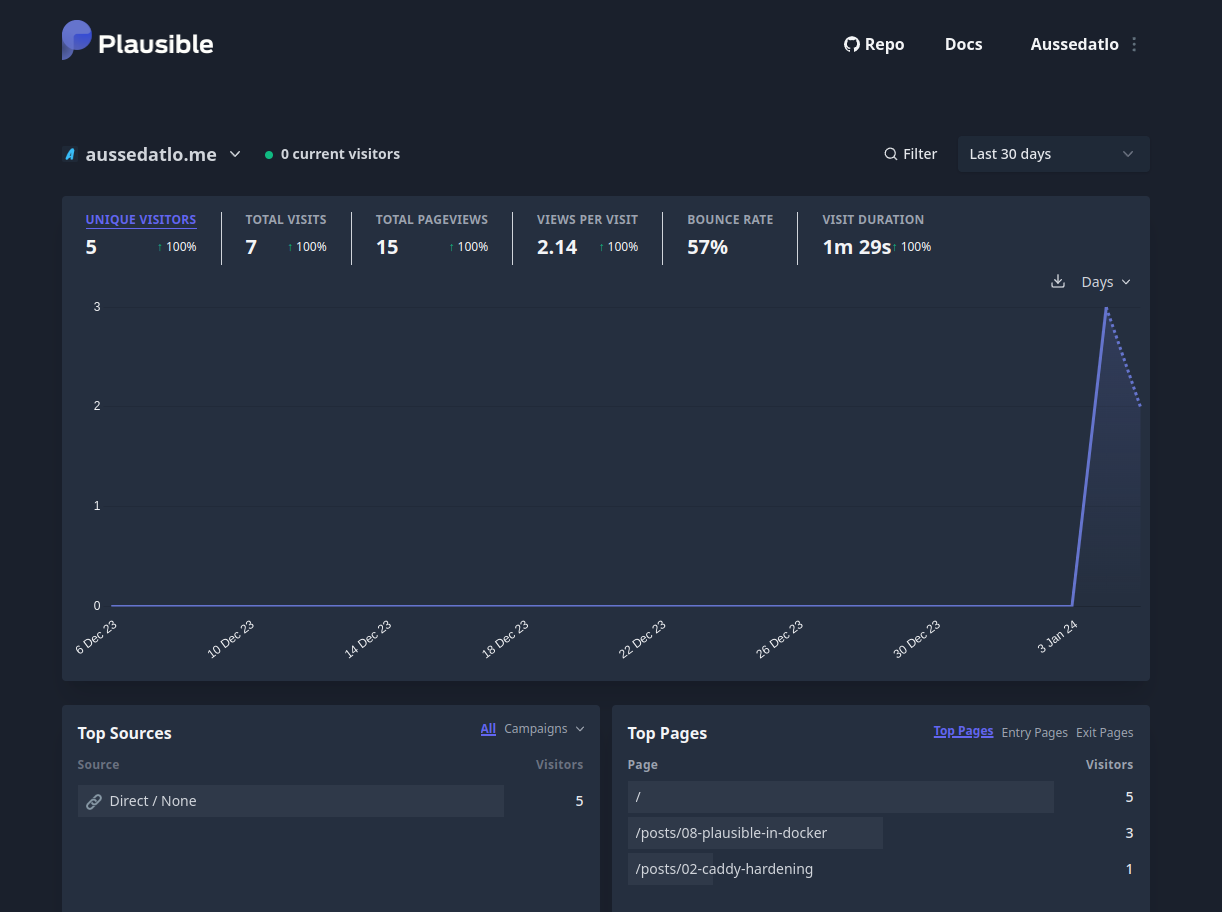 Plausible
Repo Docs Aussedatlo
aussedatlo.me 0 current visitors Filter Last 30 days
UNIQUE VISITORS TOTAL VISITS TOTAL PAGEVIEWS VIEWS PER VISIT BOUNCE RATE VISIT DURATION
5 ↑ 100% 7 ↑ 100% 15 ↑ 100% 2.14 ↑ 100% 57% 1m 29s ↑ 100%
Days
3
2
1
0
6 Dec 23 10 Dec 23 14 Dec 23 18 Dec 23 22 Dec 23 26 Dec 23 30 Dec 23 3 Jan 24
Top Sources All Campaigns
Source Visitors
Direct / None 5
Top Pages Top Pages Entry Pages Exit Pages
Page Visitors
/ 5
/posts/08-plausible-in-docker 3
/posts/02-caddy-hardening 1